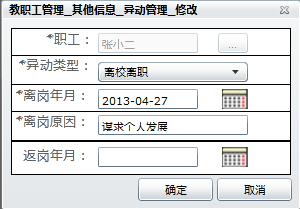 教职工管理_其他信息_异动管理_修改
*职工： 张小二 ...
*异动类型： 离校离职
*离岗年月： 2013-04-27
*离岗原因： 谋求个人发展
返岗年月：
确定 取消